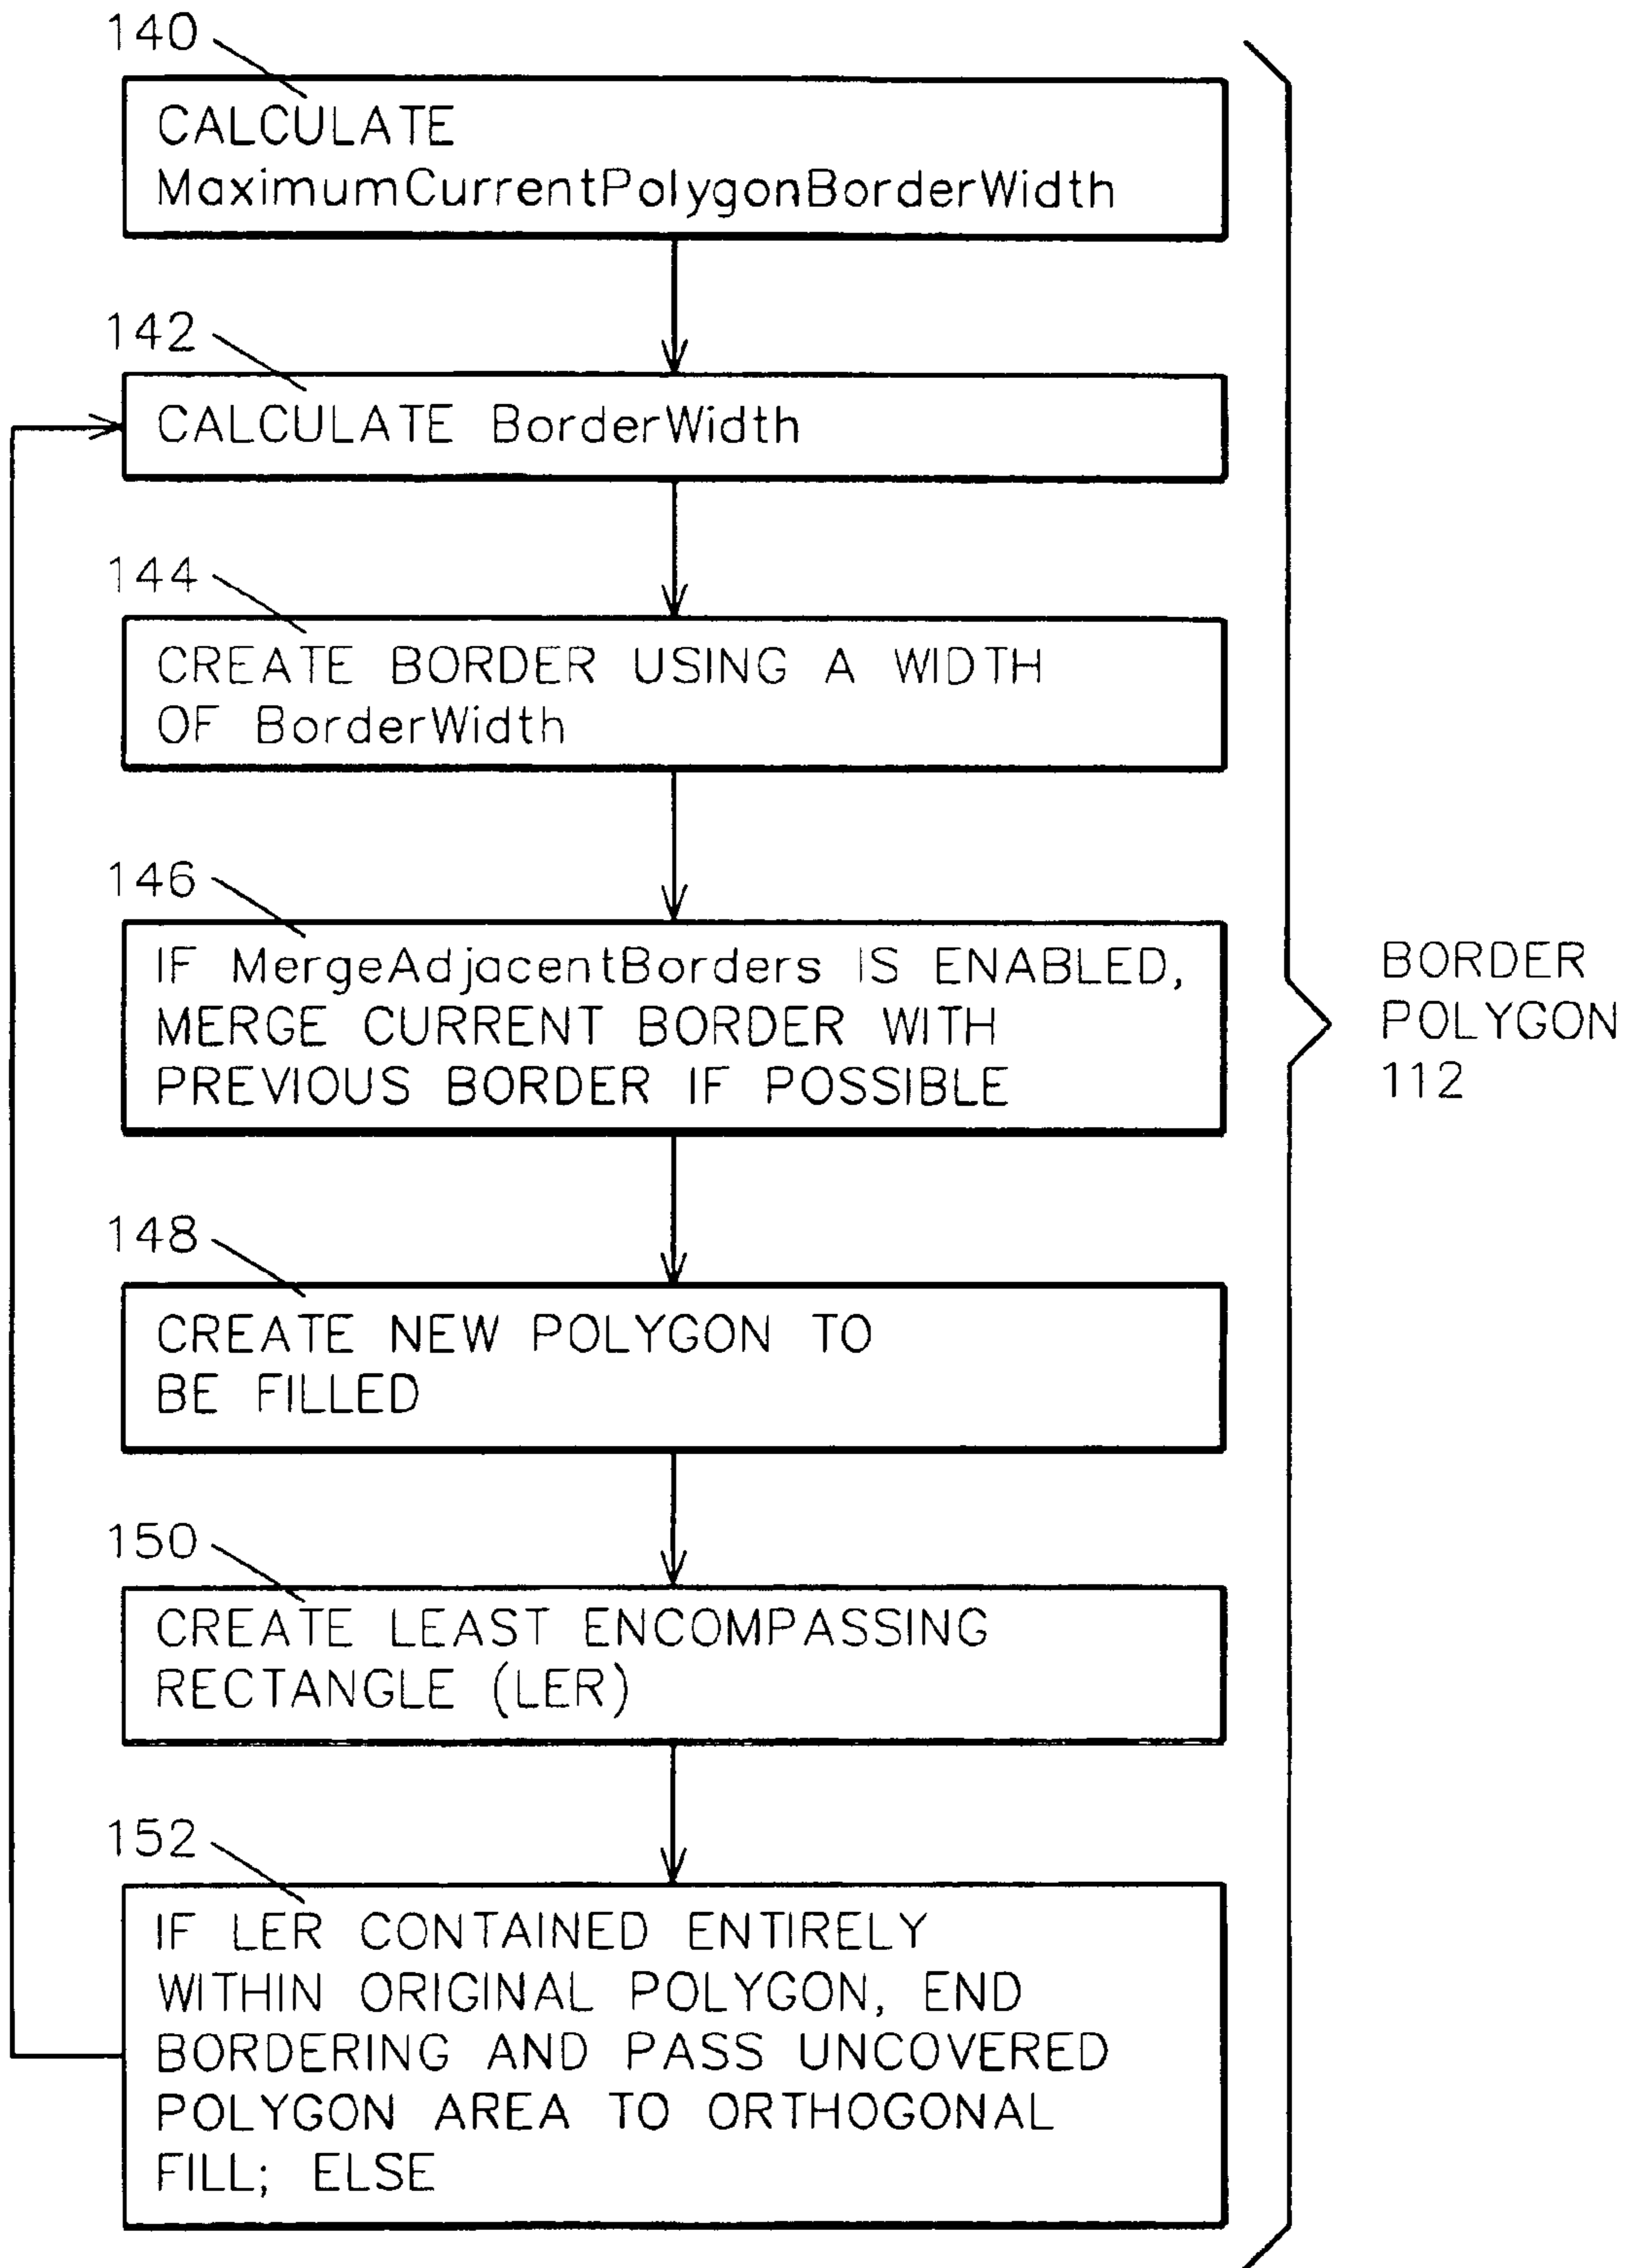 140
CALCULATE
MaximumCurrentPolygonBorderWidth
142
CALCULATE BorderWidth
144
CREATE BORDER USING A WIDTH
OF BorderWidth
146
IF MergeAdjacentBorders IS ENABLED,
MERGE CURRENT BORDER WITH
PREVIOUS BORDER IF POSSIBLE
148
CREATE NEW POLYGON TO
BE FILLED
150
CREATE LEAST ENCOMPASSING
RECTANGLE (LER)
152
IF LER CONTAINED ENTIRELY
WITHIN ORIGINAL POLYGON, END
BORDERING AND PASS UNCOVERED
POLYGON AREA TO ORTHOGONAL
FILL; ELSE
BORDER
POLYGON
112